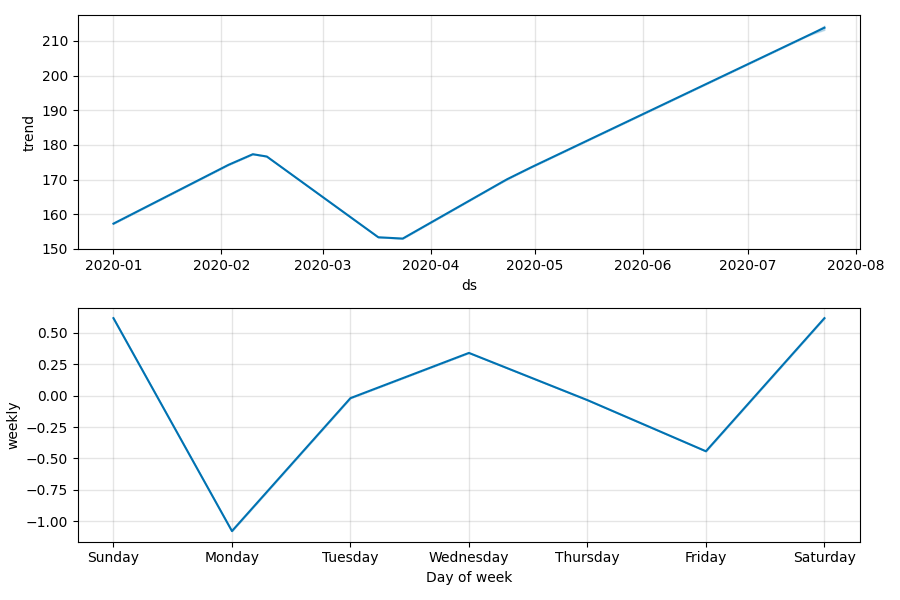 210
200
190
180
170
160
150
trend
2020-01 2020-02 2020-03 2020-04 2020-05 2020-06 2020-07 2020-08
ds
0.50
0.25
0.00
−0.25
−0.50
−0.75
−1.00
weekly
Sunday Monday Tuesday Wednesday Thursday Friday Saturday
Day of week